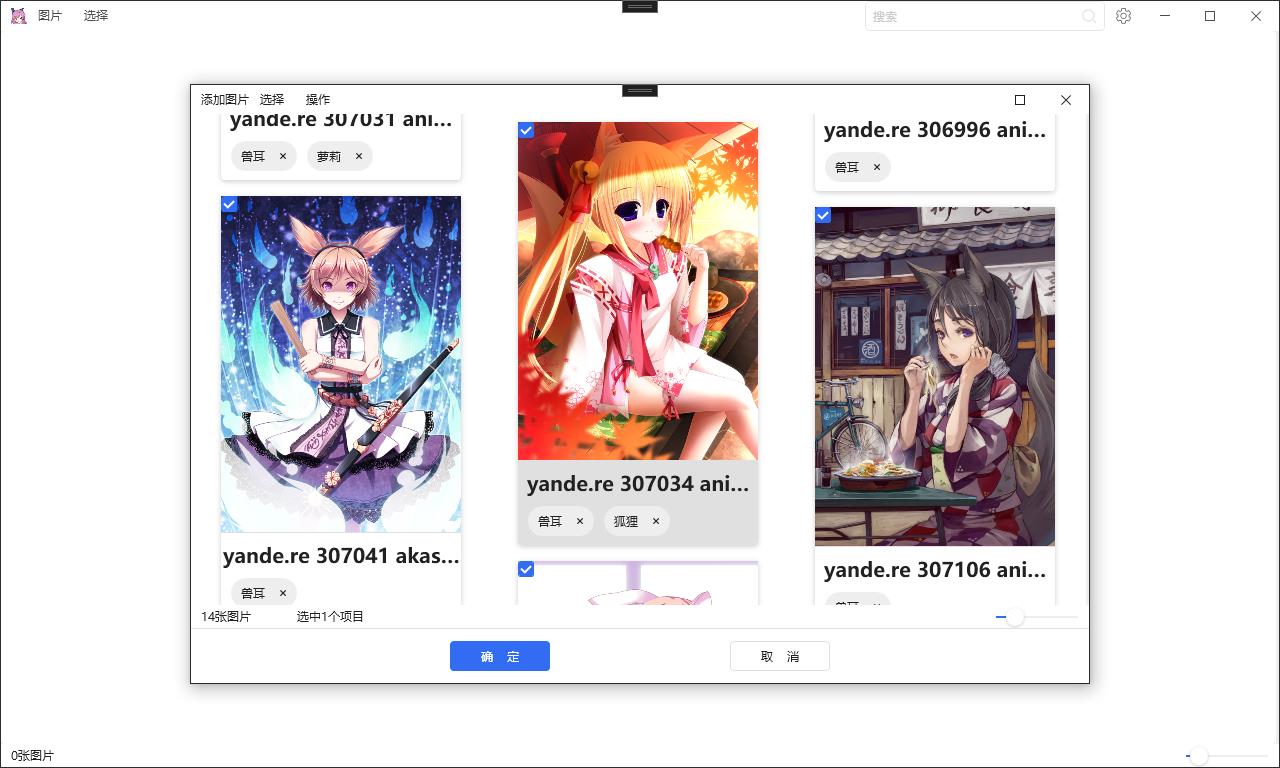 图片 选择
搜索
添加图片 选择 操作
yande.re 307031 ani...
兽耳 × 萝莉 ×
yande.re 306996 ani...
兽耳 ×
酒
yande.re 307034 ani...
兽耳 × 狐狸 ×
yande.re 307041 akas...
兽耳 ×
yande.re 307106 ani...
兽耳 ×
14张图片 选中1个项目
确 定 取 消
0张图片